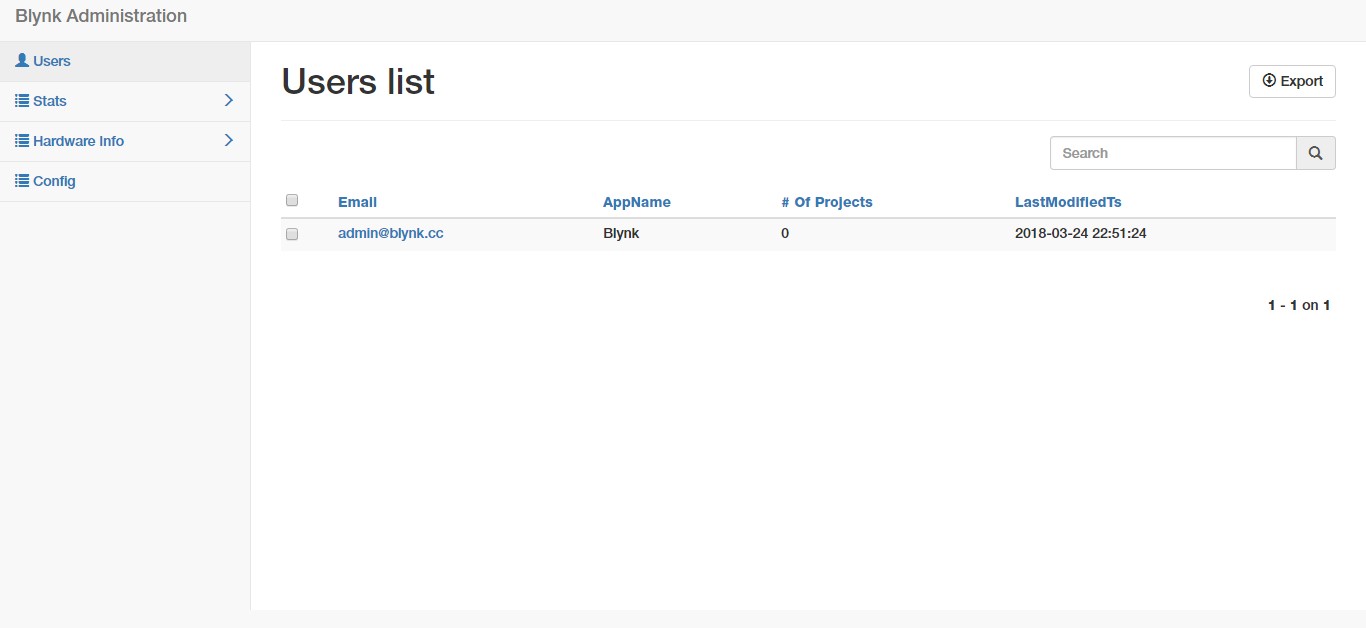 Blynk Administration
Users
Stats
Hardware Info
Config
Users list
Export
Search
Email AppName # Of Projects LastModifiedTs
admin@blynk.cc Blynk 0 2018-03-24 22:51:24
1 - 1 on 1